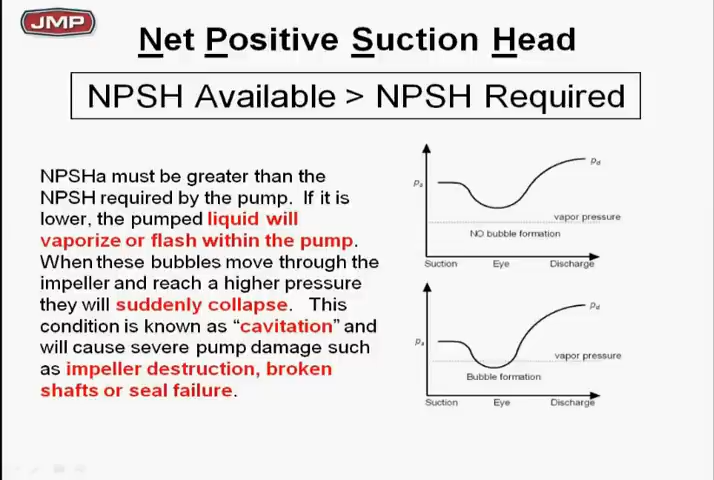 JMP
Net Positive Suction Head
NPSH Available > NPSH Required
NPSHa must be greater than the
NPSH required by the pump. If it is
lower, the pumped liquid will
vaporize or flash within the pump.
When these bubbles move through the
impeller and reach a higher pressure
they will suddenly collapse. This
condition is known as “cavitation” and
will cause severe pump damage such
as impeller destruction, broken
shafts or seal failure.
Pd
Ps
vapor pressure
NO bubble formation
Suction Eye Discharge
Pd
Ps
vapor pressure
Bubble formation
Suction Eye Discharge